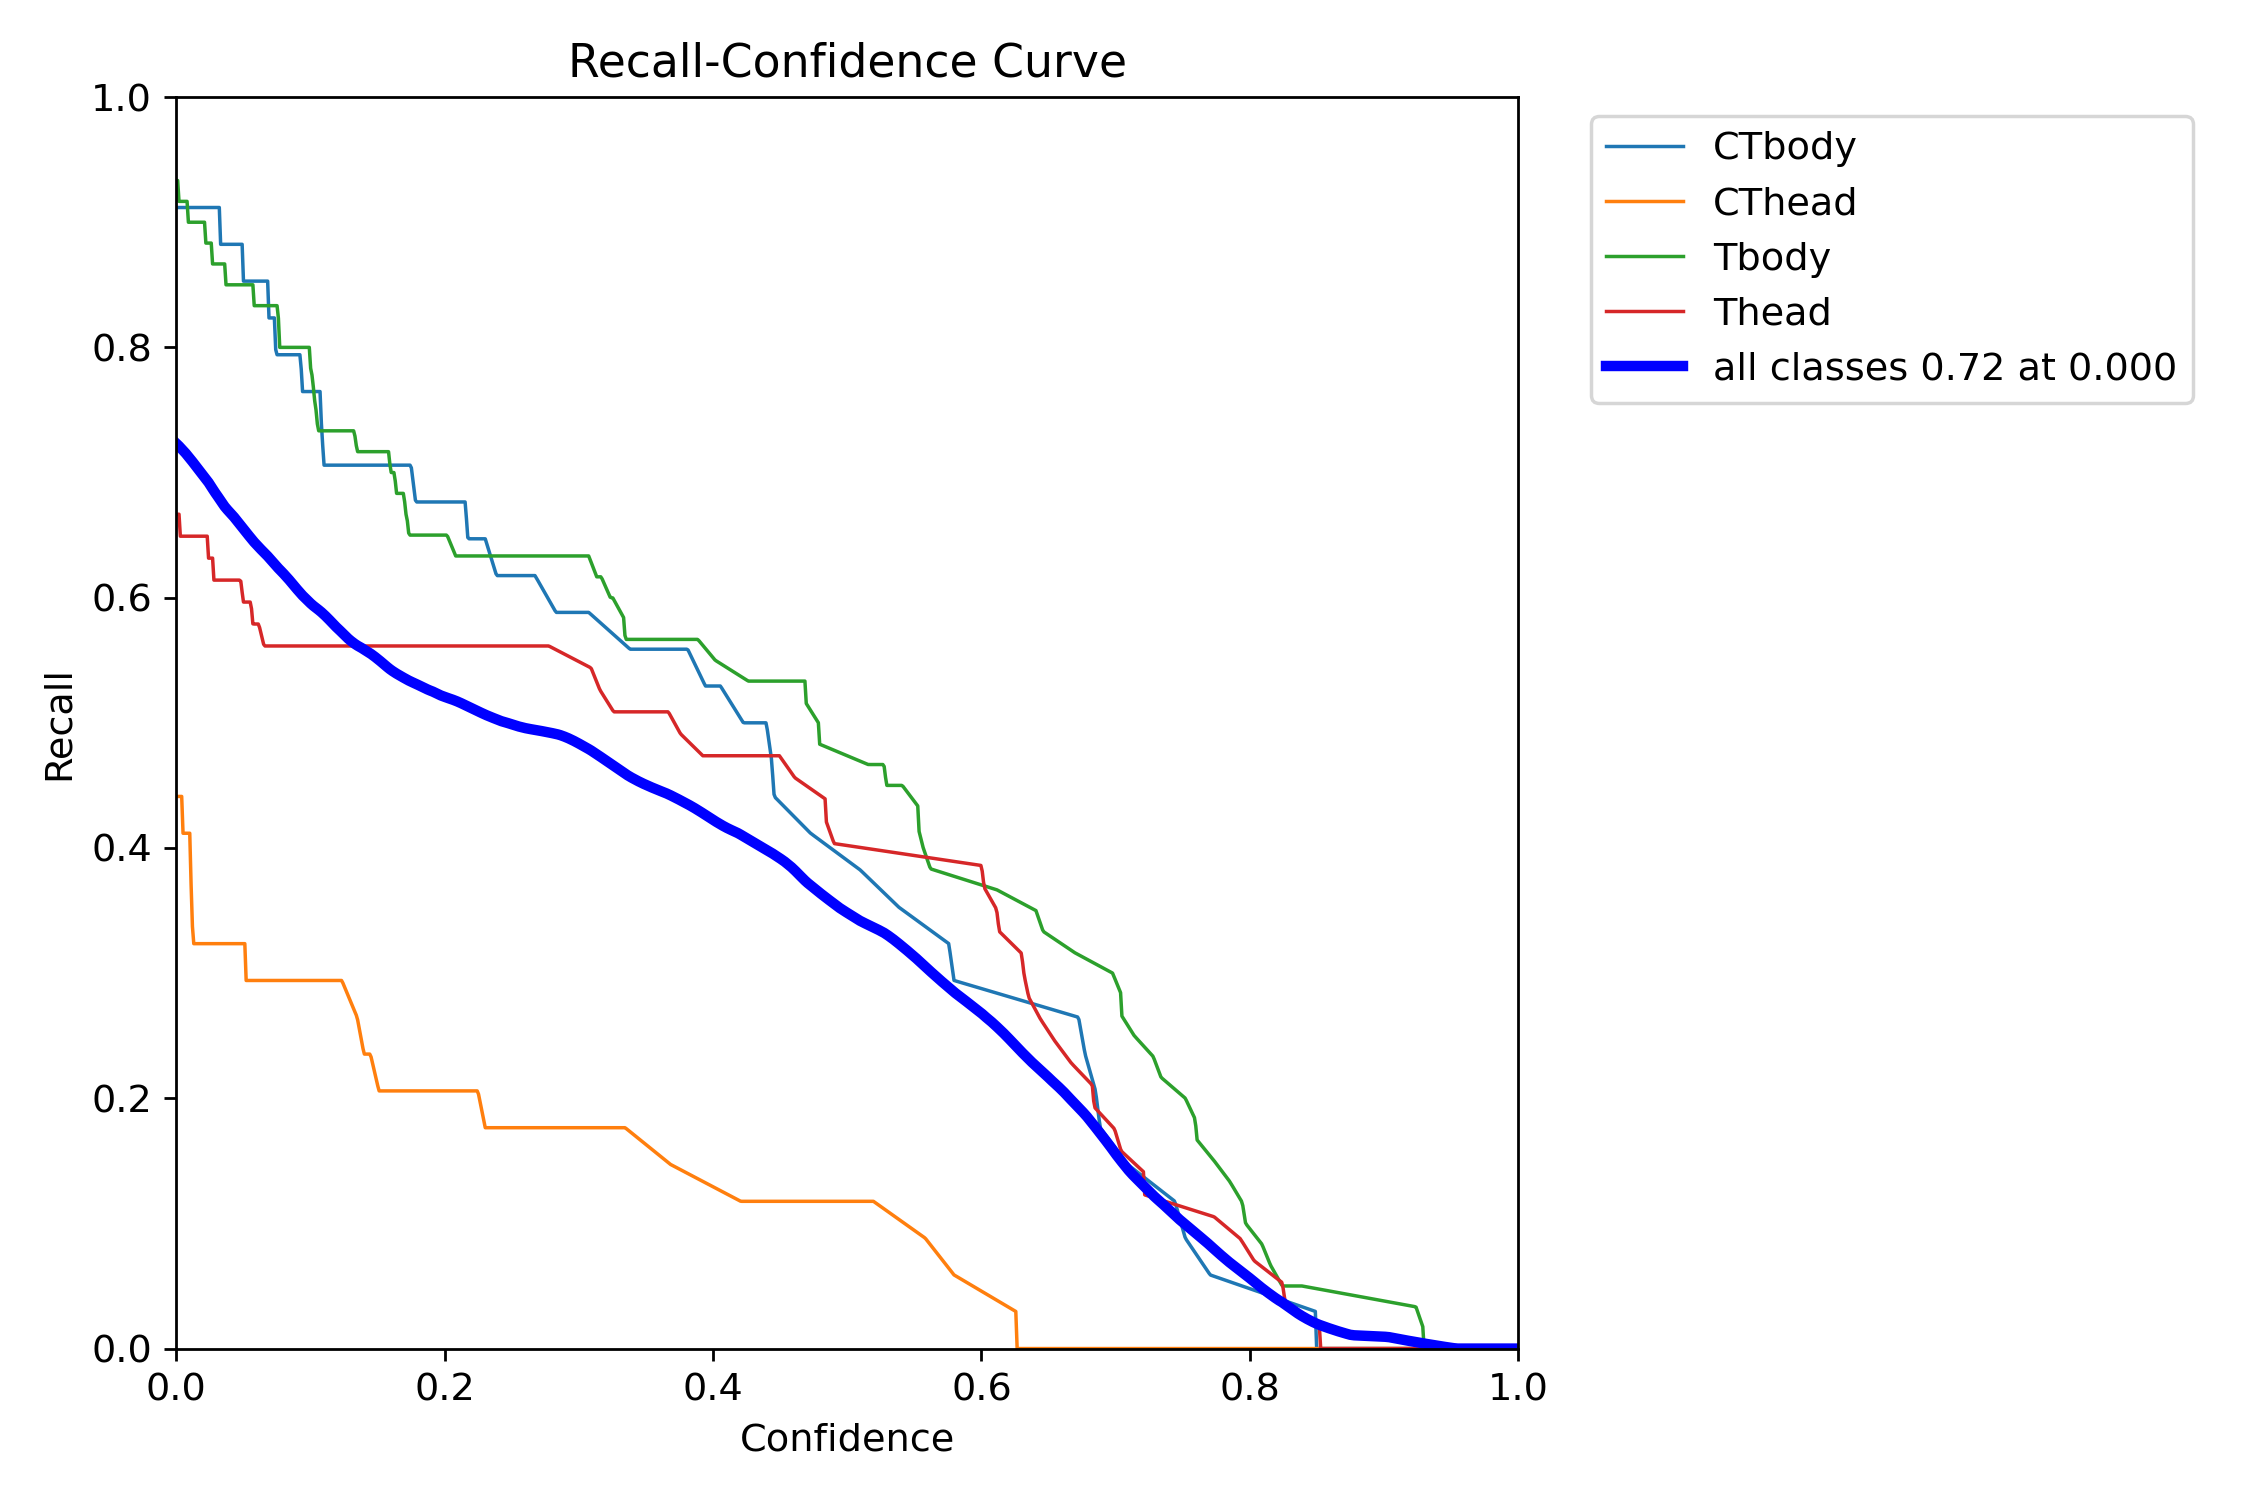 Recall-Confidence Curve
1.0
0.8
0.6
0.4
0.2
0.0
Recall
0.0 0.2 0.4 0.6 0.8 1.0
Confidence
CTbody
CThead
Tbody
Thead
all classes 0.72 at 0.000